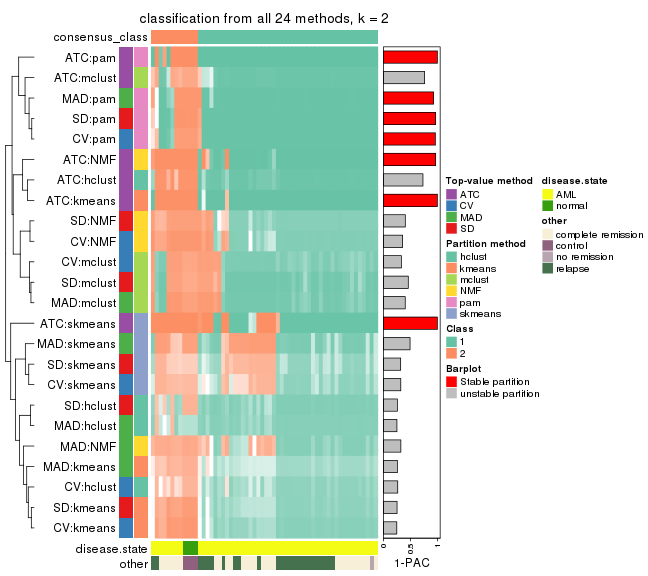 classification from all 24 methods, k = 2
consensus_class
ATC:pam
ATC:mclust
MAD:pam
SD:pam
CV:pam
ATC:NMF
ATC:hclust
ATC:kmeans
SD:NMF
CV:NMF
CV:mclust
SD:mclust
MAD:mclust
ATC:skmeans
MAD:skmeans
SD:skmeans
CV:skmeans
SD:hclust
MAD:hclust
MAD:NMF
MAD:kmeans
CV:hclust
SD:kmeans
CV:kmeans
disease.state
other
0
0.5
1
1-PAC
Top-value method
ATC
CV
MAD
SD
Partition method
hclust
kmeans
mclust
NMF
pam
skmeans
Class
1
2
Barplot
Stable partition
unstable partition
disease.state
AML
normal
other
complete remission
control
no remission
relapse